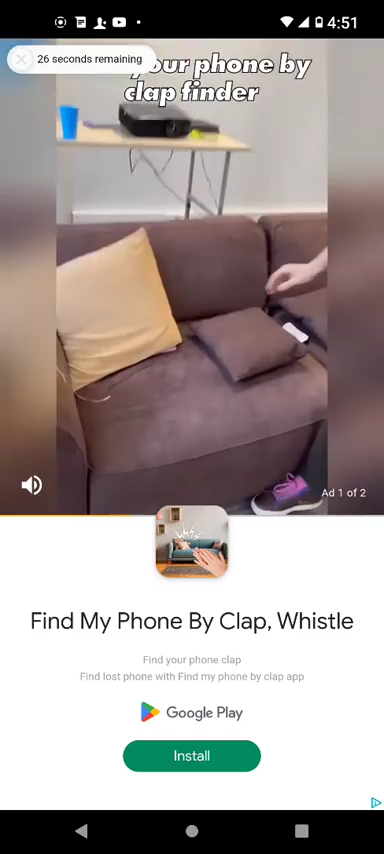 4:51
26 seconds remaining
your phone by
clap finder
Ad 1 of 2
Find My Phone By Clap, Whistle
Find your phone clap
Find lost phone with Find my phone by clap app
Google Play
Install